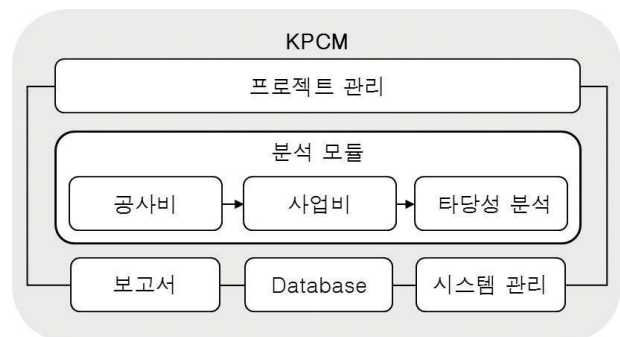 KPCM
프로젝트 관리
분석 모듈
공사비
사업비
타당성 분석
보고서
Database
시스템 관리